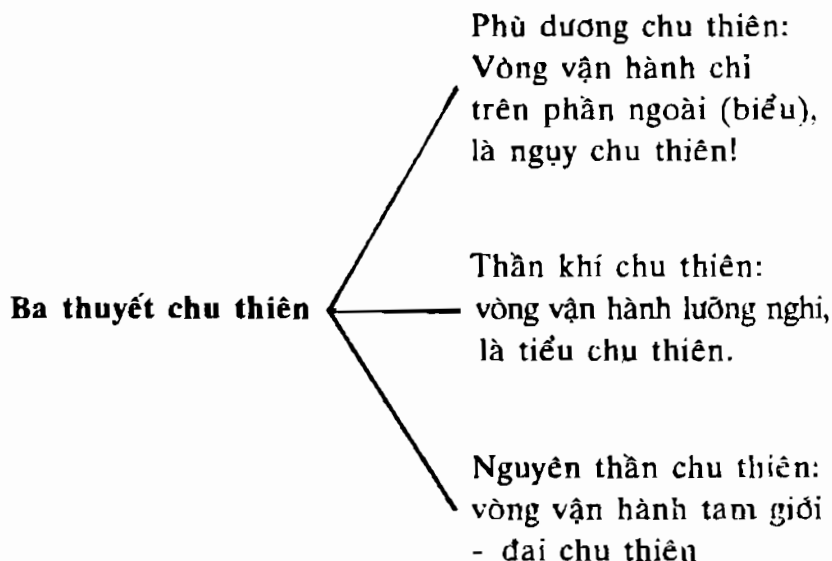 Phù dương chu thiên:
Vòng vận hành chỉ
trên phần ngoài (biểu),
là ngụy chu thiên!
Ba thuyết chu thiên
Thần khí chu thiên:
vòng vận hành lưỡng nghi,
là tiểu chu thiên.
Nguyên thần chu thiên:
vòng vận hành tam giới
- đại chu thiên